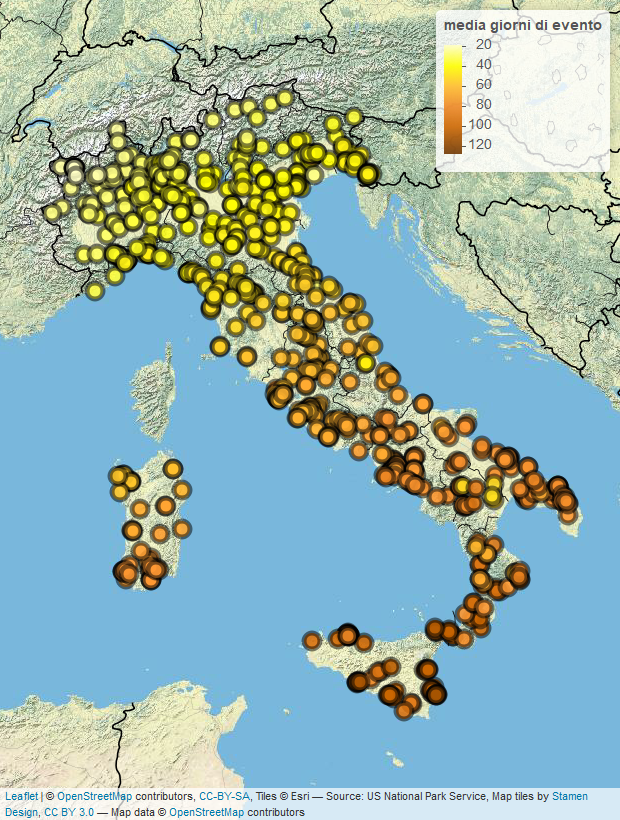 media giorni di evento
20
40
60
80
100
120
Leaflet | © OpenStreetMap contributors, CC-BY-SA, Tiles © Esri — Source: US National Park Service, Map tiles by Stamen
Design, CC BY 3.0 — Map data © OpenStreetMap contributors